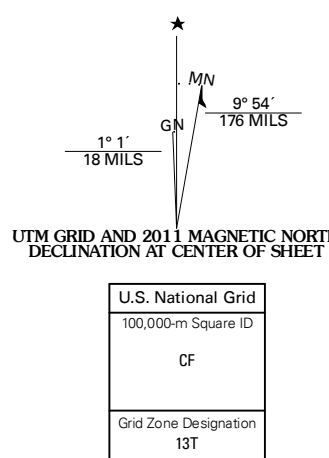 MN
GN
9° 54´
176 MILS
1° 1´
18 MILS
UTM GRID AND 2011 MAGNETIC NORT
DECLINATION AT CENTER OF SHEET
U.S. National Grid
100,000-m Square ID
CF
Grid Zone Designation
13T